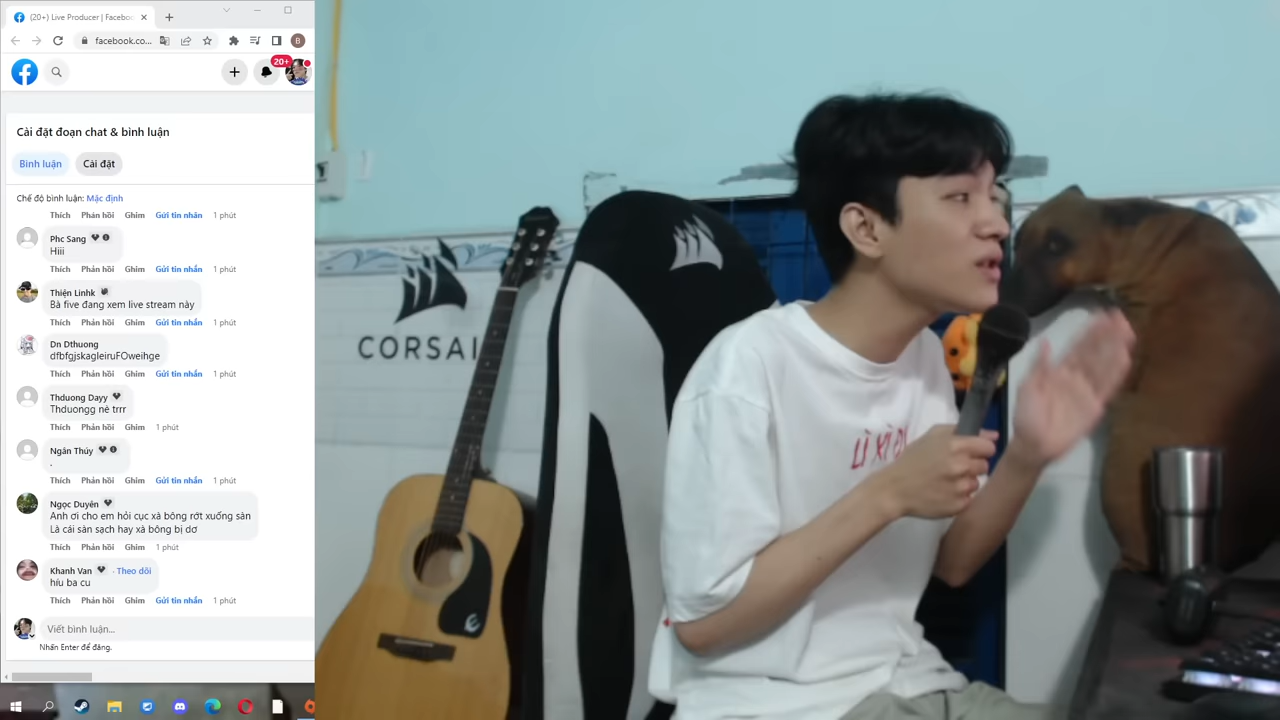 (20+) Live Producer | Faceboo
facebook.co...
20+
B
Cài đặt đoạn chat & bình luận
Bình luận
Cài đặt
Chế độ bình luận: Mặc định
Thích Phản hồi Ghim Gửi tin nhắn 1 phút
Phc Sang
Hiii
Thích Phản hồi Ghim Gửi tin nhắn 1 phút
Thiện Linhk
Bà five đang xem live stream này
Thích Phản hồi Ghim Gửi tin nhắn 1 phút
Dn Dthuong
dfbfgjskagleiruFOweihge
Thích Phản hồi Ghim Gửi tin nhắn 1 phút
Thduong Dayy
Thduongg nè trrr
Thích Phản hồi Ghim 1 phút
Ngân Thúy
.
Thích Phản hồi Ghim Gửi tin nhắn 1 phút
Ngọc Duyên
Anh ơi cho em hỏi cục xà bông rớt xuống sàn
Là cái sàn sạch hay xà bông bị dơ
Thích Phản hồi Ghim 1 phút
Khanh Van · Theo dõi
híu ba cu
Thích Phản hồi Ghim Gửi tin nhắn 1 phút
Viết bình luận...
Nhấn Enter để đăng.
CORSAI
LÌ XÌ ĐI